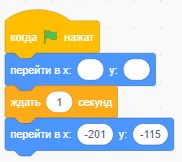 когда нажат
перейти в x: y:
ждать 1 секунд
перейти в x: -201 y: -115